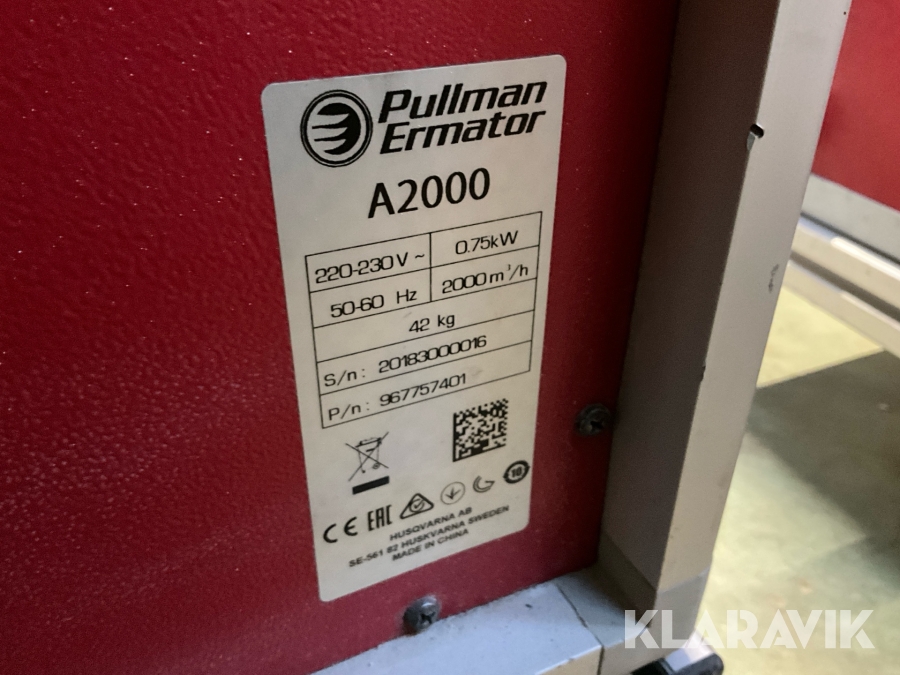 Pullman
Ermator
A2000
220-230V ~ 0.75kW
50-60 Hz 2000m³/h
42 kg
S/n: 20183000016
P/n: 967757401
10
CE EAC
HUSQVARNA AB
SE-561 82 HUSKVARNA SWEDEN
MADE IN CHINA
KLARAVIK